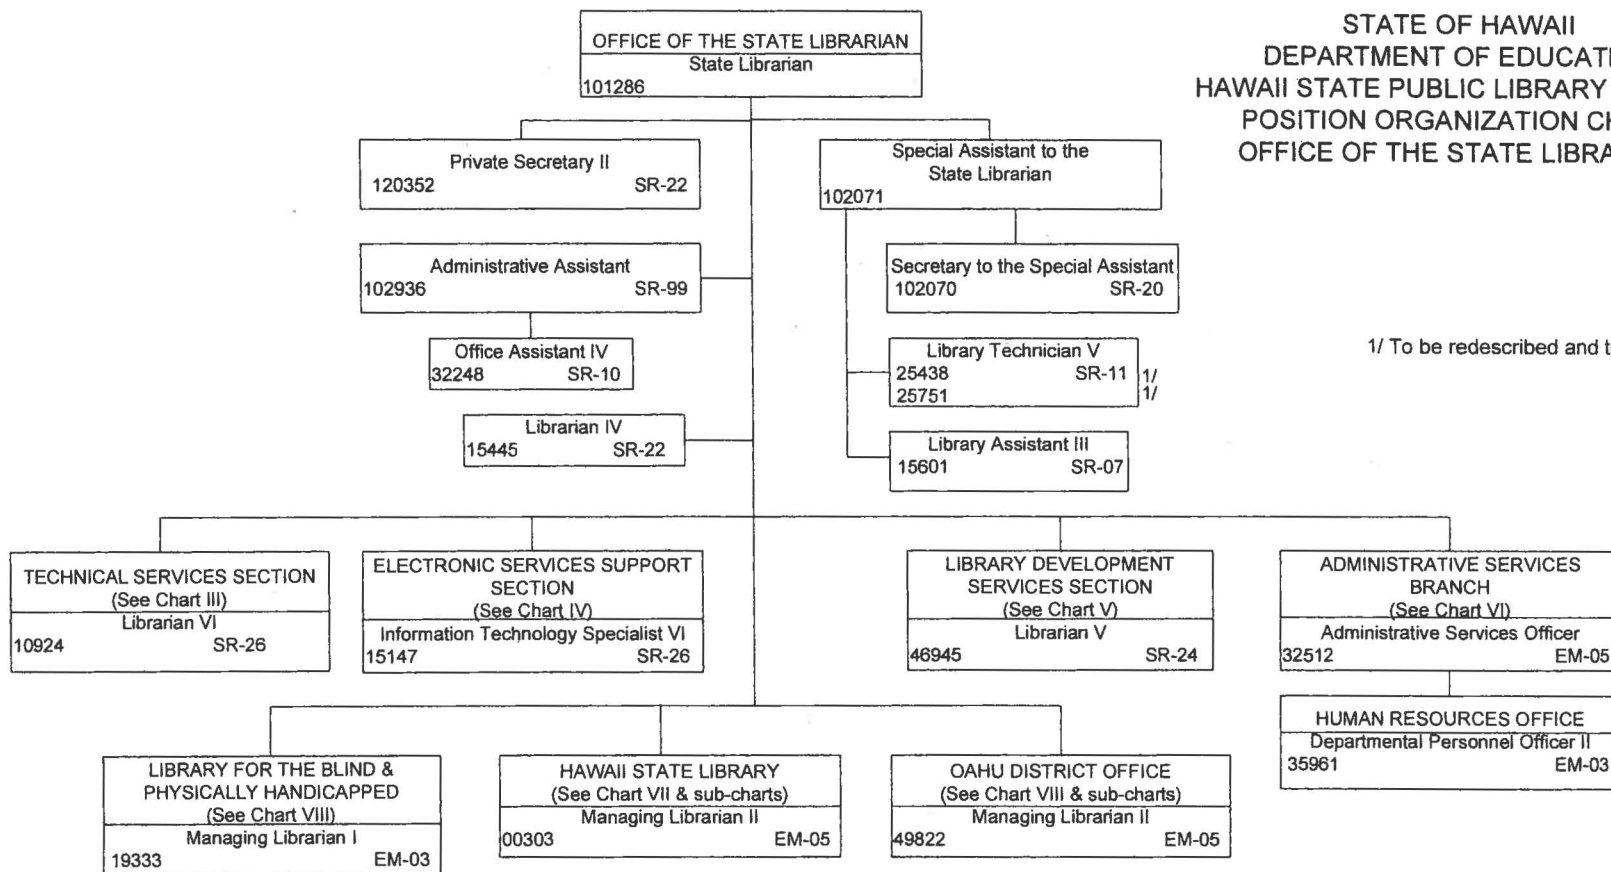 STATE OF HAWAII
DEPARTMENT OF EDUCATI
HAWAII STATE PUBLIC LIBRARY
POSITION ORGANIZATION CH
OFFICE OF THE STATE LIBRA
OFFICE OF THE STATE LIBRARIAN
State Librarian
101286
Private Secretary II
120352 SR-22
Special Assistant to the
State Librarian
102071
Administrative Assistant
102936 SR-99
Secretary to the Special Assistant
102070 SR-20
Office Assistant IV
32248 SR-10
Library Technician V
25438 SR-11 1/
25751 1/
1/ To be redescribed and t
Librarian IV
15445 SR-22
Library Assistant III
15601 SR-07
TECHNICAL SERVICES SECTION
(See Chart III)
Librarian VI
10924 SR-26
ELECTRONIC SERVICES SUPPORT
SECTION
(See Chart IV)
Information Technology Specialist VI
15147 SR-26
LIBRARY DEVELOPMENT
SERVICES SECTION
(See Chart V)
Librarian V
46945 SR-24
ADMINISTRATIVE SERVICES
BRANCH
(See Chart VI)
Administrative Services Officer
32512 EM-05
HUMAN RESOURCES OFFICE
Departmental Personnel Officer II
35961 EM-03
LIBRARY FOR THE BLIND &
PHYSICALLY HANDICAPPED
(See Chart VIII)
Managing Librarian I
19333 EM-03
HAWAII STATE LIBRARY
(See Chart VII & sub-charts)
Managing Librarian II
00303 EM-05
OAHU DISTRICT OFFICE
(See Chart VIII & sub-charts)
Managing Librarian II
49822 EM-05